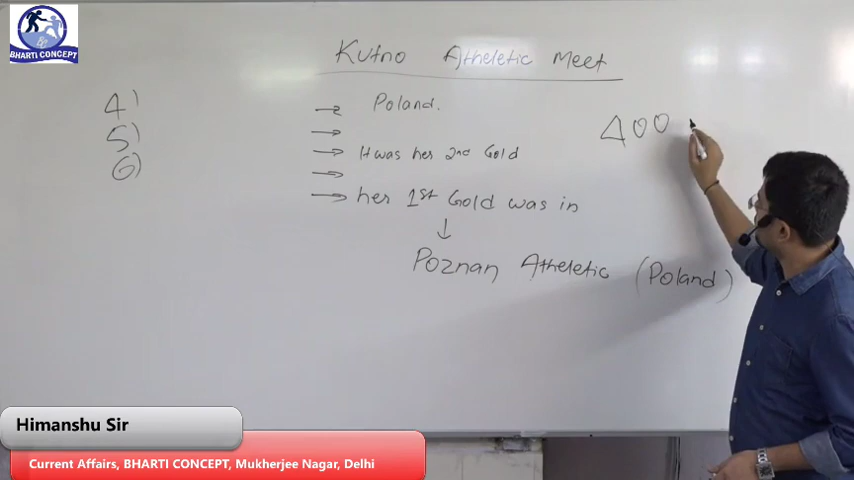 BHARTI CONCEPT
Kutno Atheletic Meet
4)
5)
6)
Poland.
It was her 2nd Gold
her 1st Gold was in
Poznan Atheletic (Poland)
400
Himanshu Sir
Current Affairs, BHARTI CONCEPT, Mukherjee Nagar, Delhi